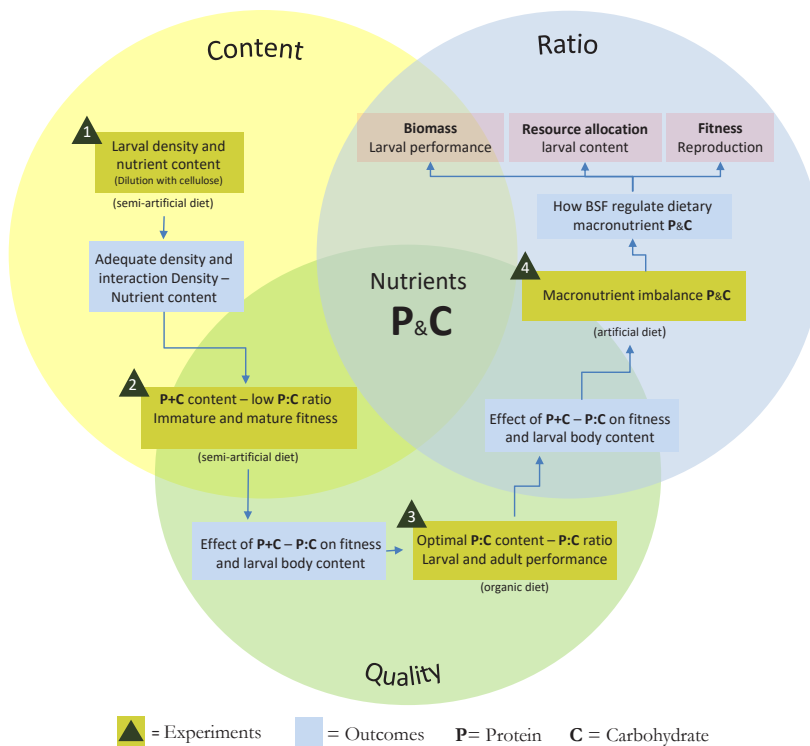 Content
Ratio
1
Larval density and
nutrient content
(Dilution with cellulose)
(semi-artificial diet)
Adequate density and
interaction Density –
Nutrient content
2
P+C content – low P:C ratio
Immature and mature fitness
(semi-artificial diet)
Effect of P+C – P:C on fitness
and larval body content
3
Optimal P:C content – P:C ratio
Larval and adult performance
(organic diet)
Effect of P+C – P:C on fitness
and larval body content
4
Macronutrient imbalance P&C
(artificial diet)
How BSF regulate dietary
macronutrient P&C
Biomass
Larval performance
Resource allocation
larval content
Fitness
Reproduction
Nutrients
P&C
Quality
= Experiments
= Outcomes
P= Protein
C = Carbohydrate